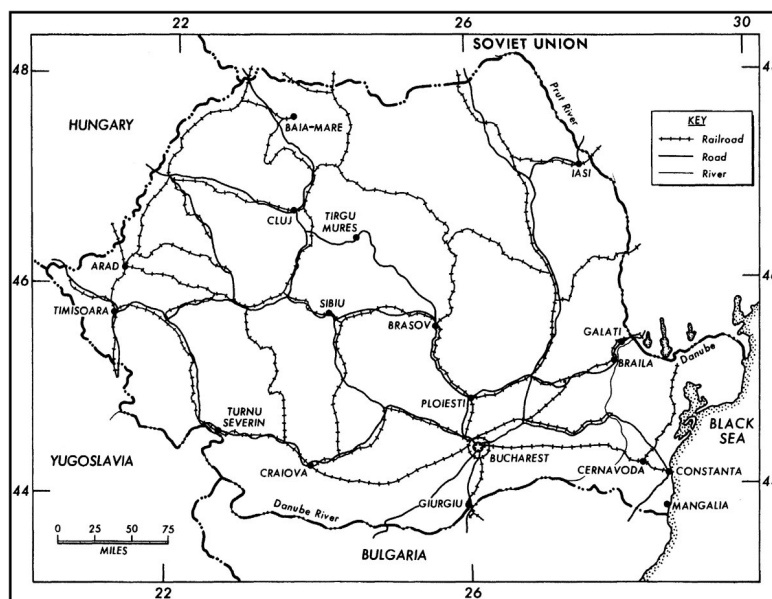 22
26
30
48
SOVIET UNION
HUNGARY
Prut River
KEY
Railroad
Road
River
BAIA-MARE
IASI
CLUJ
TIRGU
MURES
ARAD
46
TIMISOARA
SIBIU
BRASOV
GALATI
BRAILA
Danube
PLOIESTI
TURNU
SEVERIN
BLACK
SEA
YUGOSLAVIA
CRAIOVA
BUCHAREST
CERNAVODA
CONSTANTA
44
GIURGIU
MANGALIA
Danube River
0 25 50 75
MILES
BULGARIA
22
26